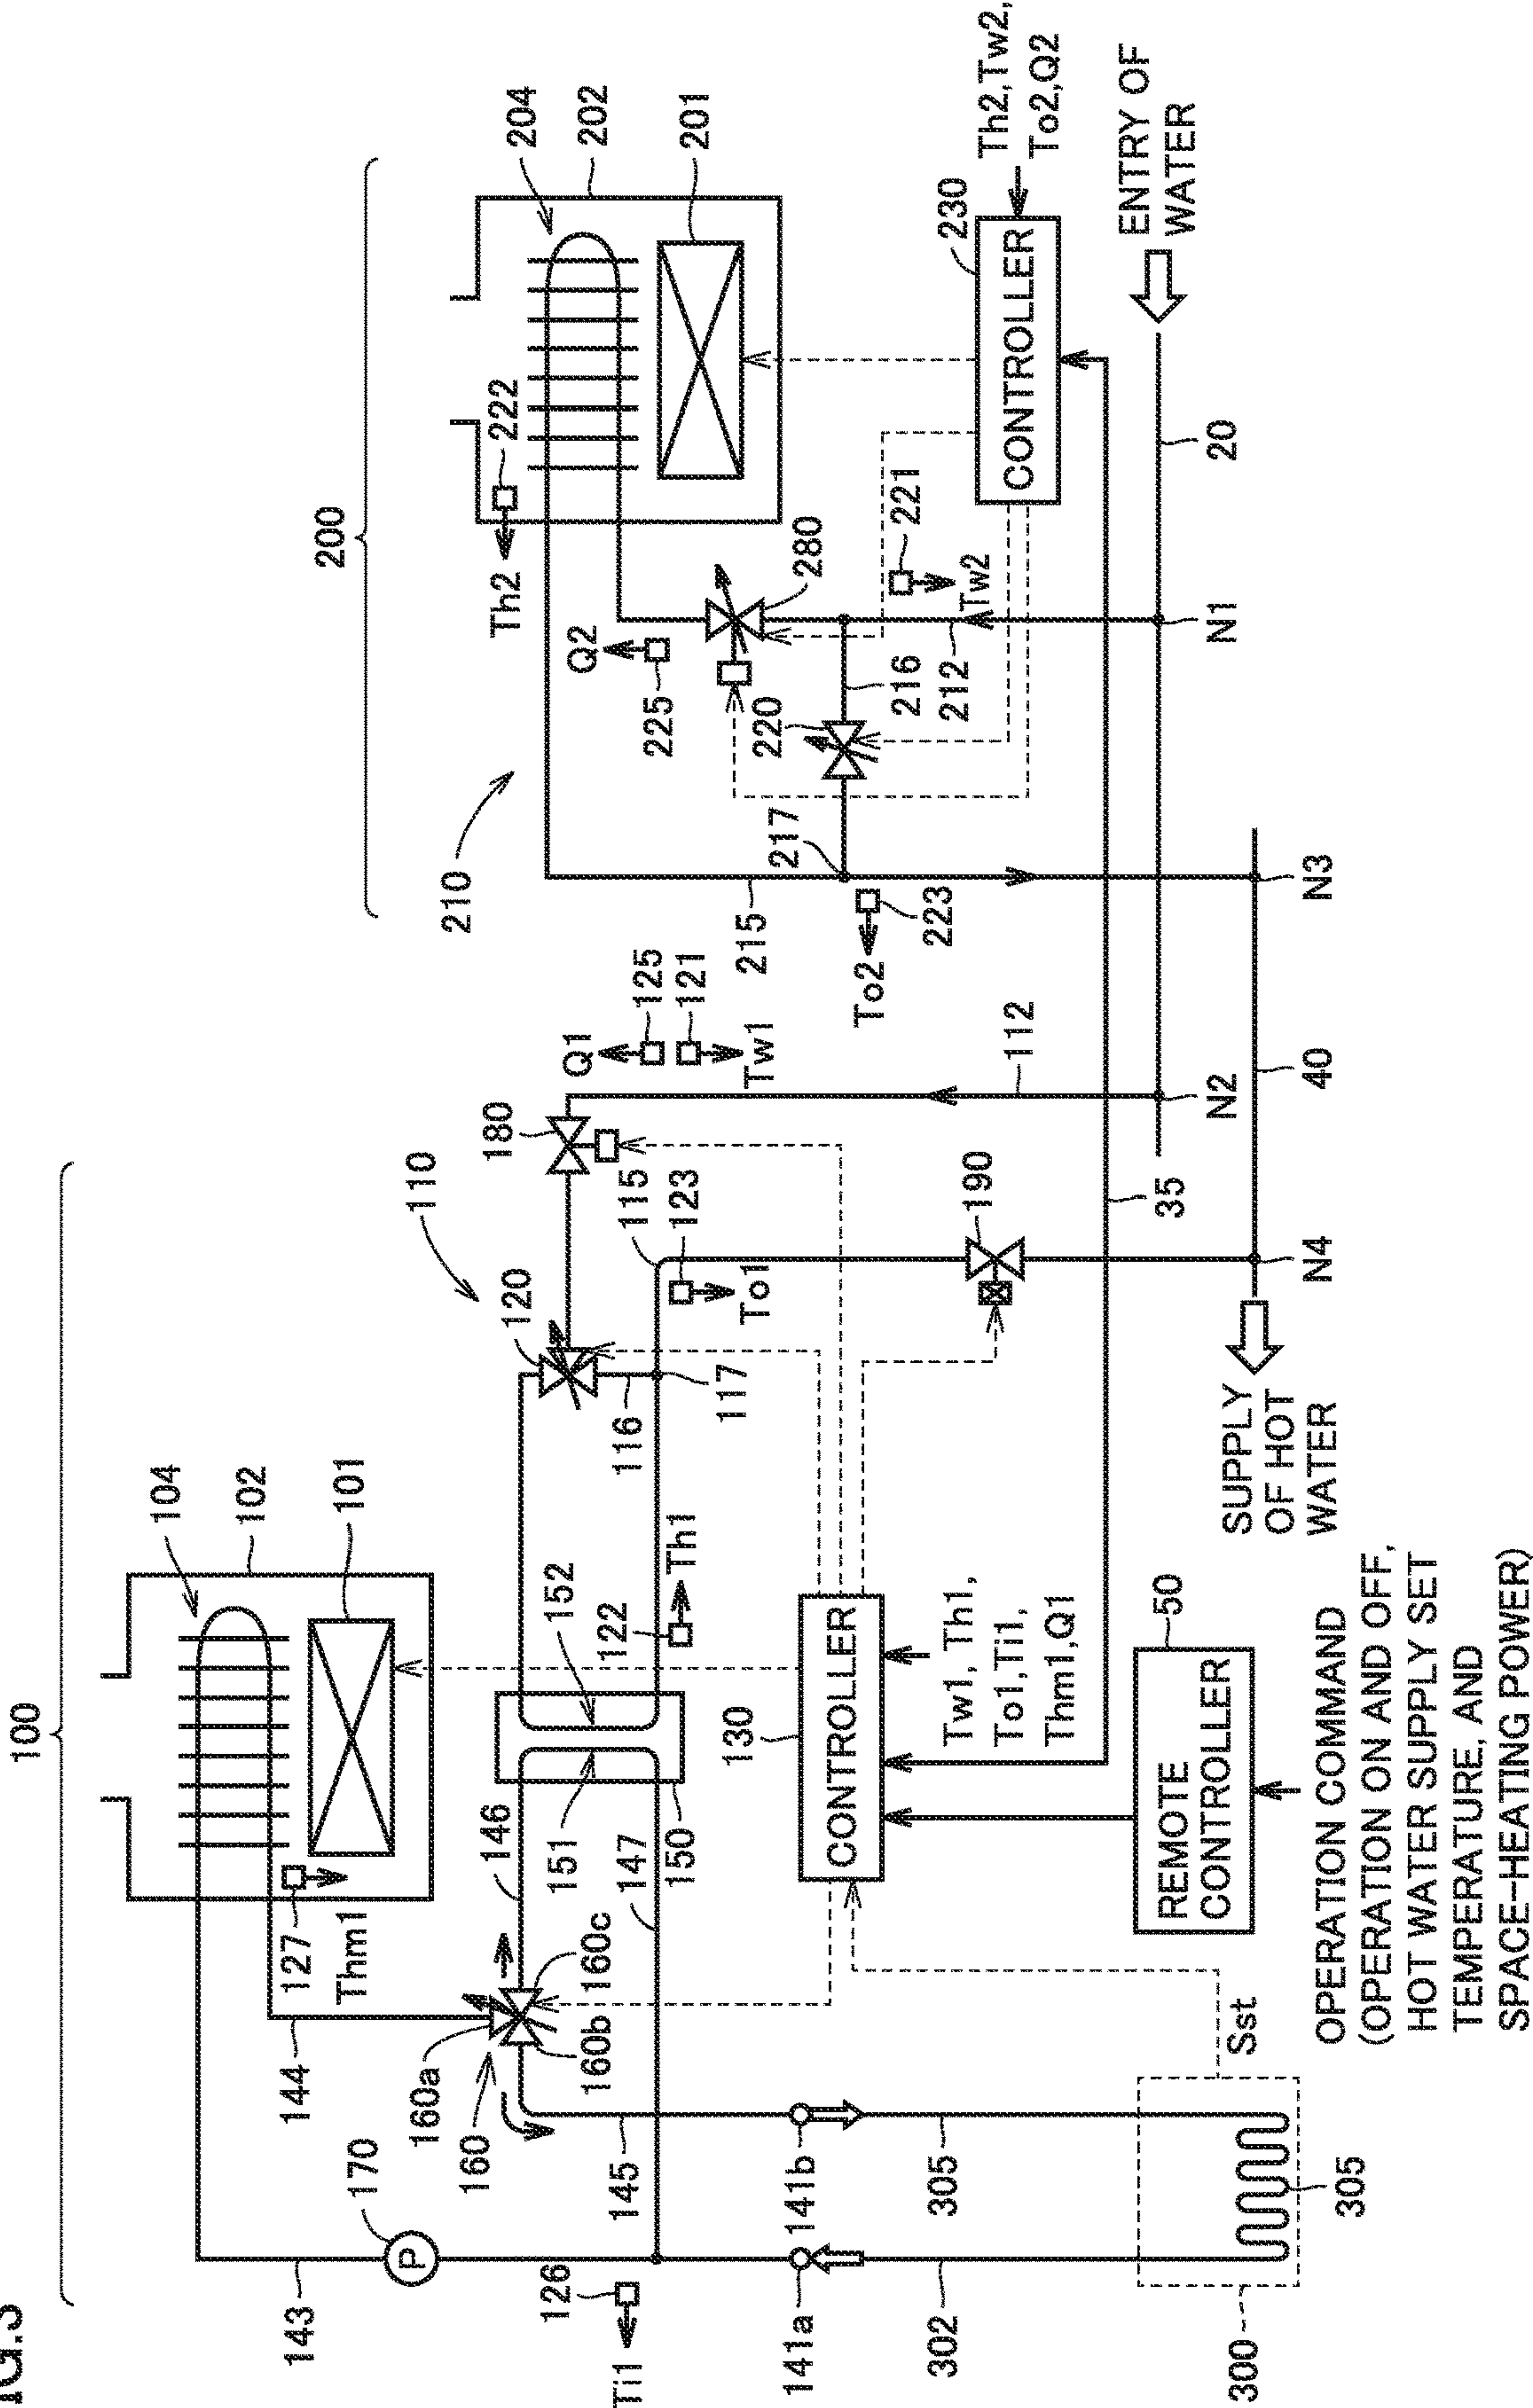 IG.3
100
200
104
102
101
204
202
201
127
Thm1
222
Th2
144
143
170
P
160a
160
160b
160c
146
151
150
147
152
122
Th1
120
110
116
117
115
123
To1
180
Q1
125
121
Tw1
112
210
215
217
223
To2
Q2
225
280
220
216
212
221
Tw2
230
CONTROLLER
Th2,Tw2,
To2,Q2
ENTRY OF
WATER
20
N1
N2
N3
N4
40
35
190
SUPPLY
OF HOT
WATER
130
CONTROLLER
Tw1, Th1,
To1,Ti1,
Thm1,Q1
50
REMOTE
CONTROLLER
OPERATION COMMAND
(OPERATION ON AND OFF,
HOT WATER SUPPLY SET
TEMPERATURE, AND
SPACE-HEATING POWER)
Sst
145
126
Ti1
141a
141b
302
305
305
300